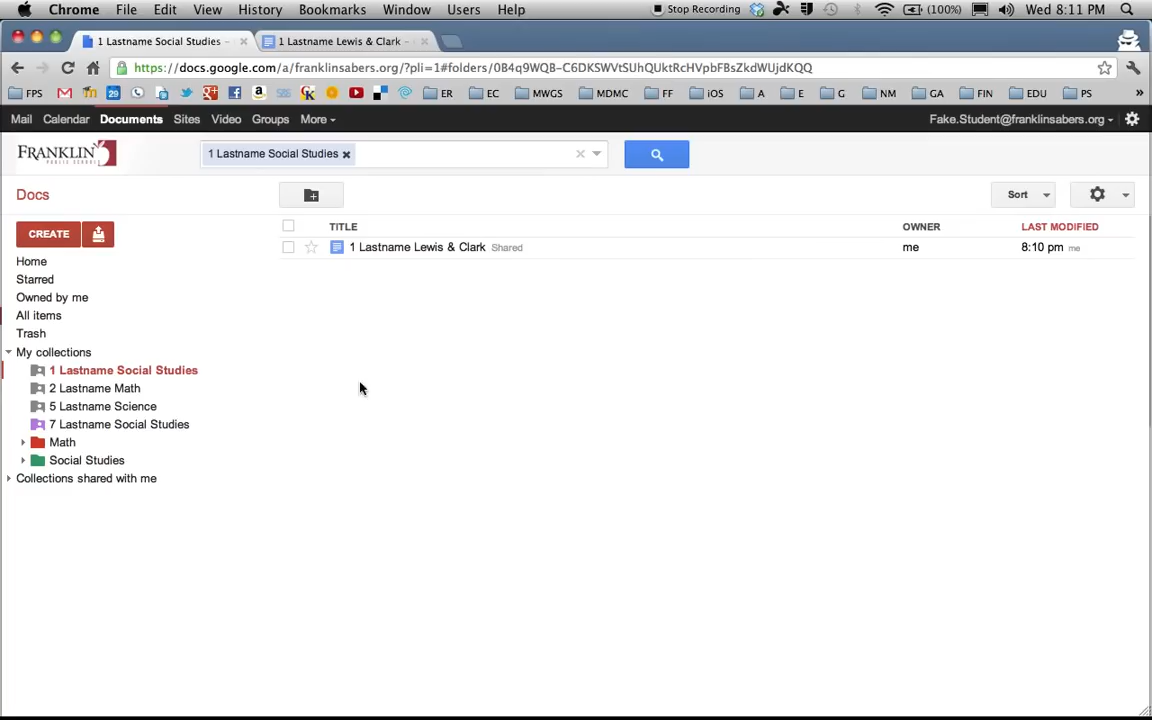 Chrome File Edit View History Bookmarks Window Users Help Stop Recording (100%) Wed 8:11 PM
1 Lastname Social Studies - 1 Lastname Lewis & Clark -
https://docs.google.com/a/franklinsabers.org/?pli=1#folders/0B4q9WQB-C6DKSWVtSUhQUktRcHVpbFBsZkdWUjdKQQ
FPS 29 ER EC MWGS MDMC FF iOS A E G NM GA FIN EDU PS »
Mail Calendar Documents Sites Video Groups More Fake.Student@franklinsabers.org
FRANKLIN 1 Lastname Social Studies
Docs Sort
CREATE TITLE OWNER LAST MODIFIED
1 Lastname Lewis & Clark Shared me 8:10 pm me
Home
Starred
Owned by me
All items
Trash
My collections
1 Lastname Social Studies
2 Lastname Math
5 Lastname Science
7 Lastname Social Studies
Math
Social Studies
Collections shared with me